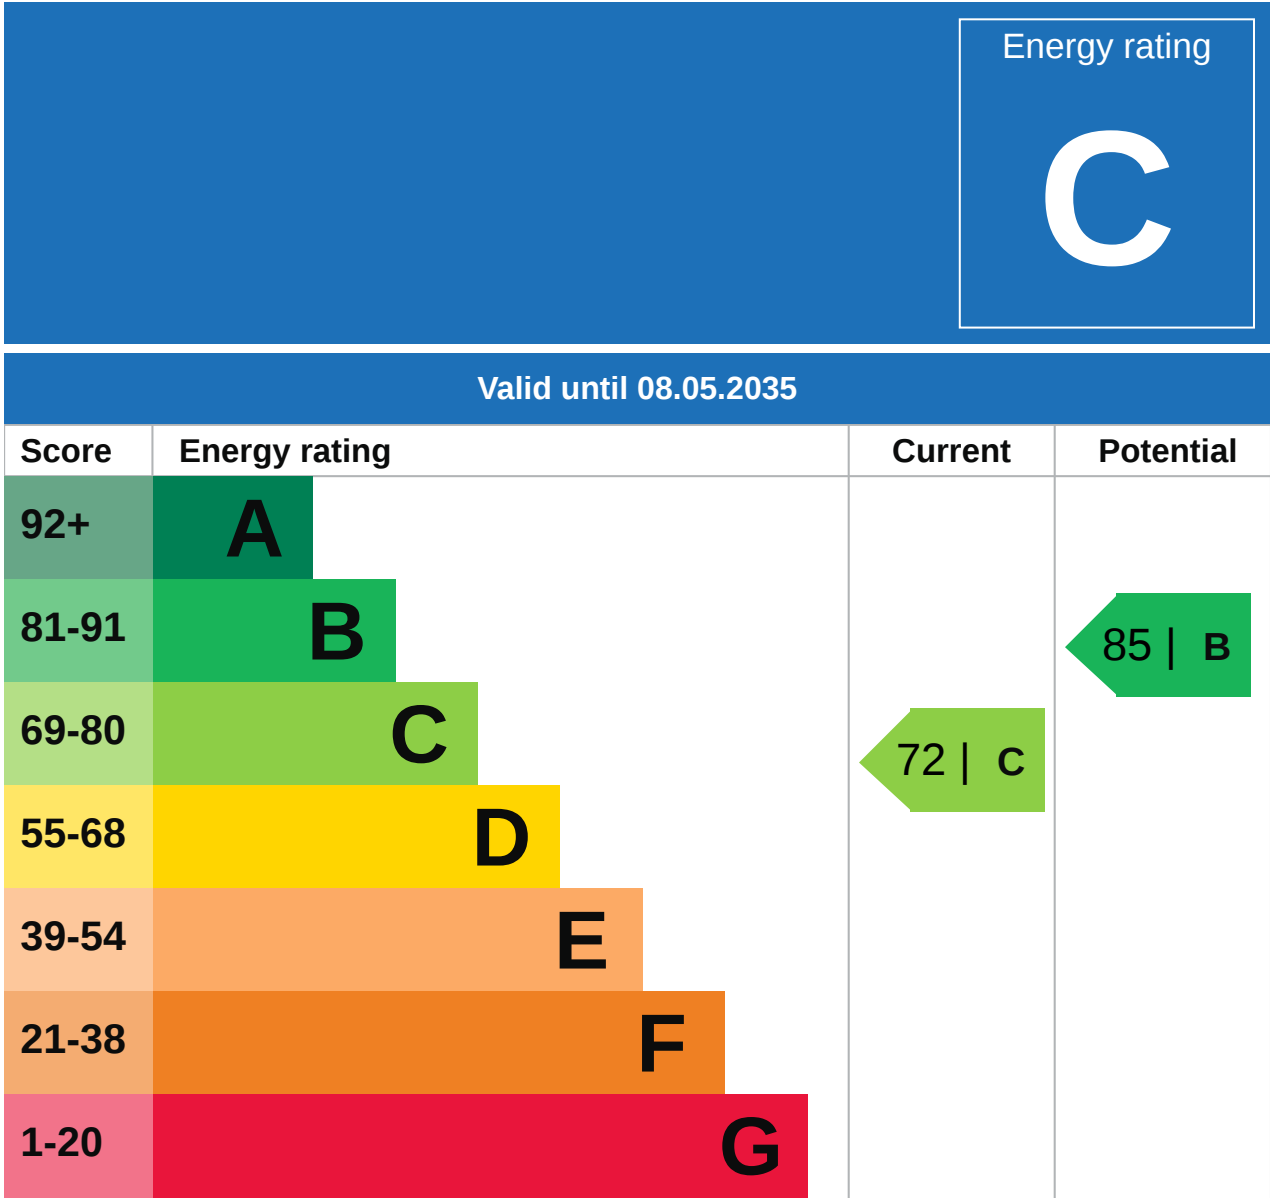 Energy rating
C
Valid until 08.05.2035
Score Energy rating Current Potential
92+ A
81-91 B
85 | B
69-80 C
72 | C
55-68 D
39-54 E
21-38 F
1-20 G